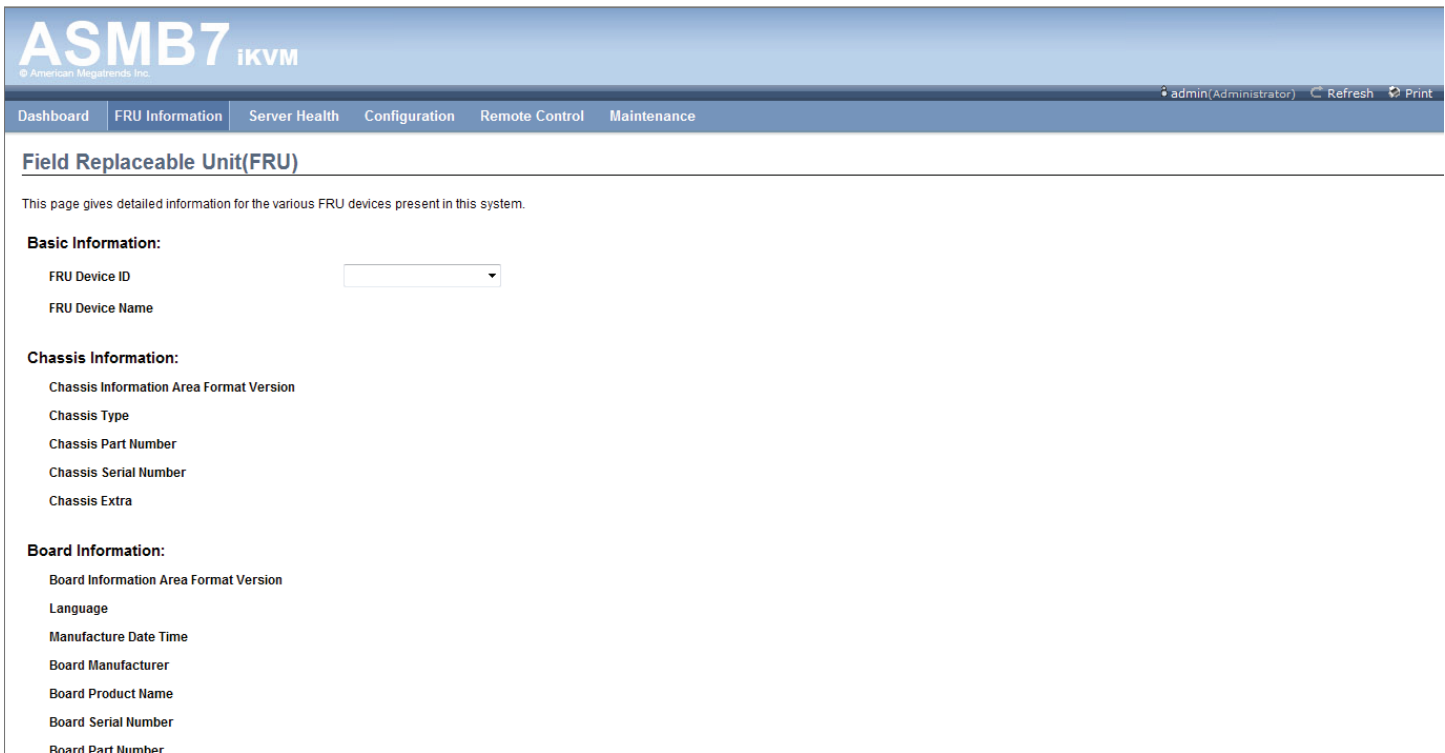 ASMB7 iKVM
© American Megatrends Inc.
admin(Administrator) Refresh Print
Dashboard FRU Information Server Health Configuration Remote Control Maintenance
Field Replaceable Unit(FRU)
This page gives detailed information for the various FRU devices present in this system.
Basic Information:
FRU Device ID
FRU Device Name
Chassis Information:
Chassis Information Area Format Version
Chassis Type
Chassis Part Number
Chassis Serial Number
Chassis Extra
Board Information:
Board Information Area Format Version
Language
Manufacture Date Time
Board Manufacturer
Board Product Name
Board Serial Number
Board Part Number